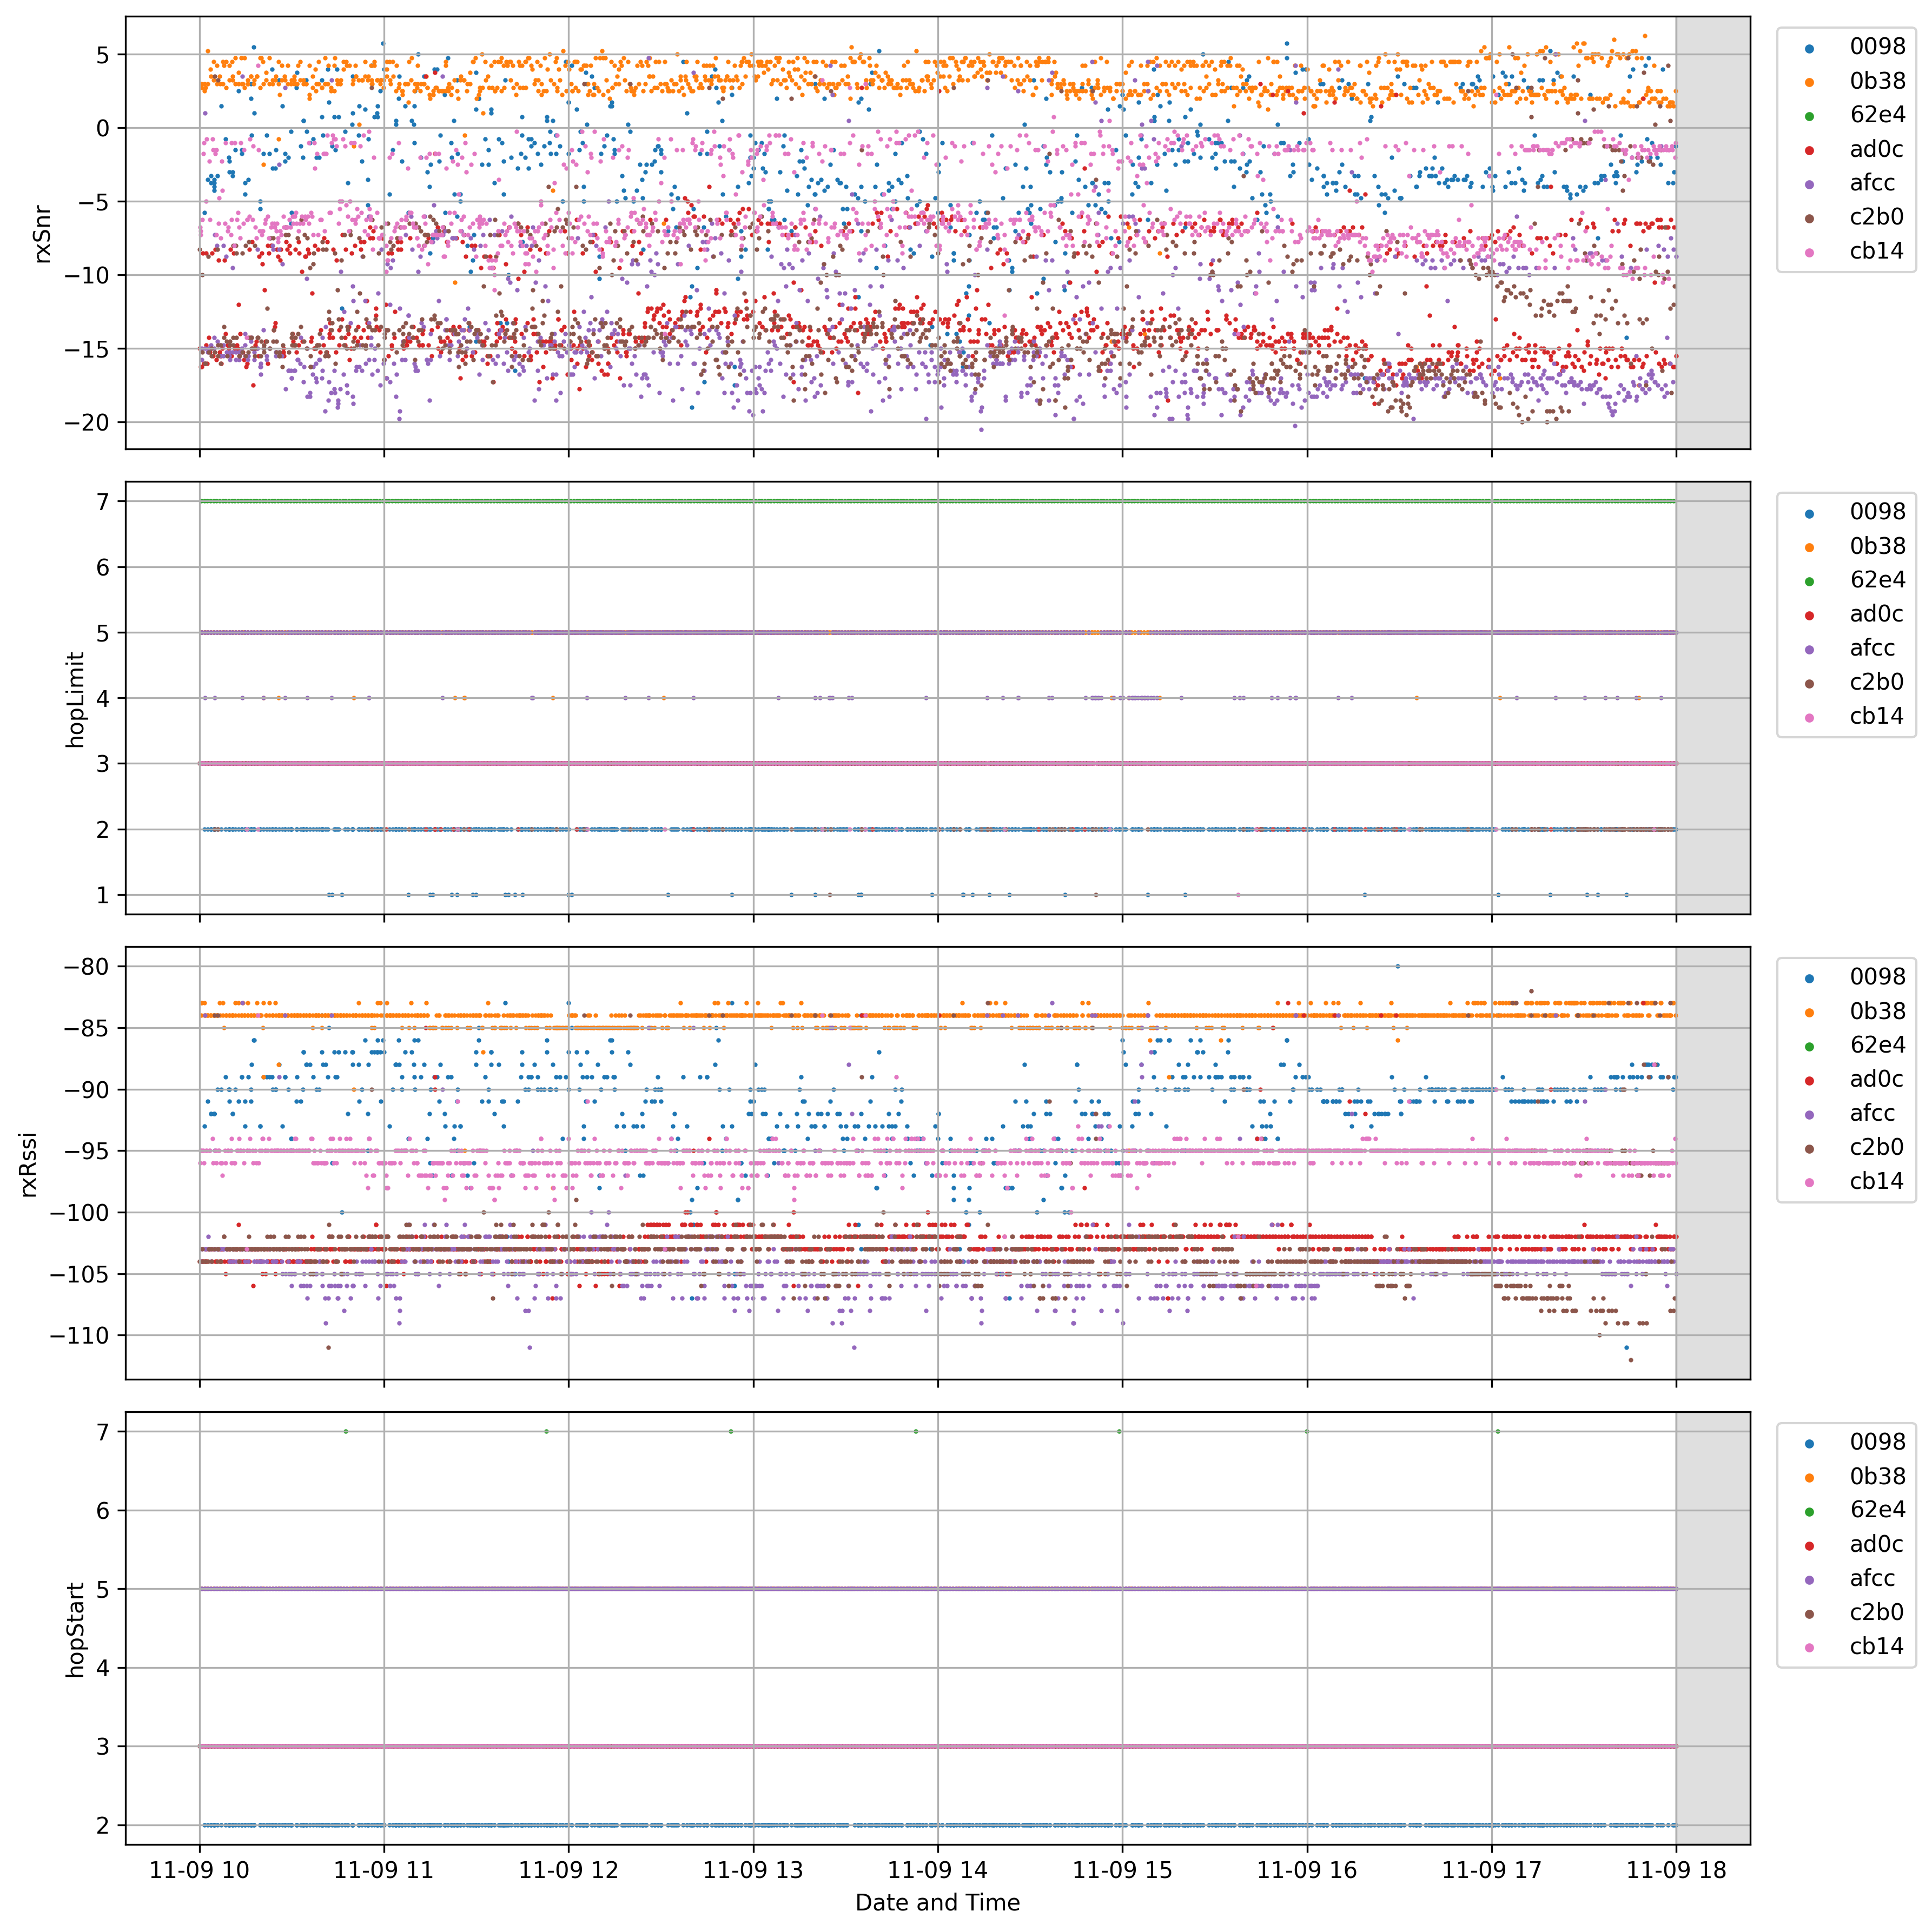 5
0
−5
−10
−15
−20
rxSnr
0098
0b38
62e4
ad0c
afcc
c2b0
cb14
7
6
5
4
3
2
1
hopLimit
0098
0b38
62e4
ad0c
afcc
c2b0
cb14
−80
−85
−90
−95
−100
−105
−110
rxRssi
0098
0b38
62e4
ad0c
afcc
c2b0
cb14
7
6
5
4
3
2
hopStart
0098
0b38
62e4
ad0c
afcc
c2b0
cb14
11-09 10
11-09 11
11-09 12
11-09 13
11-09 14
11-09 15
11-09 16
11-09 17
11-09 18
Date and Time